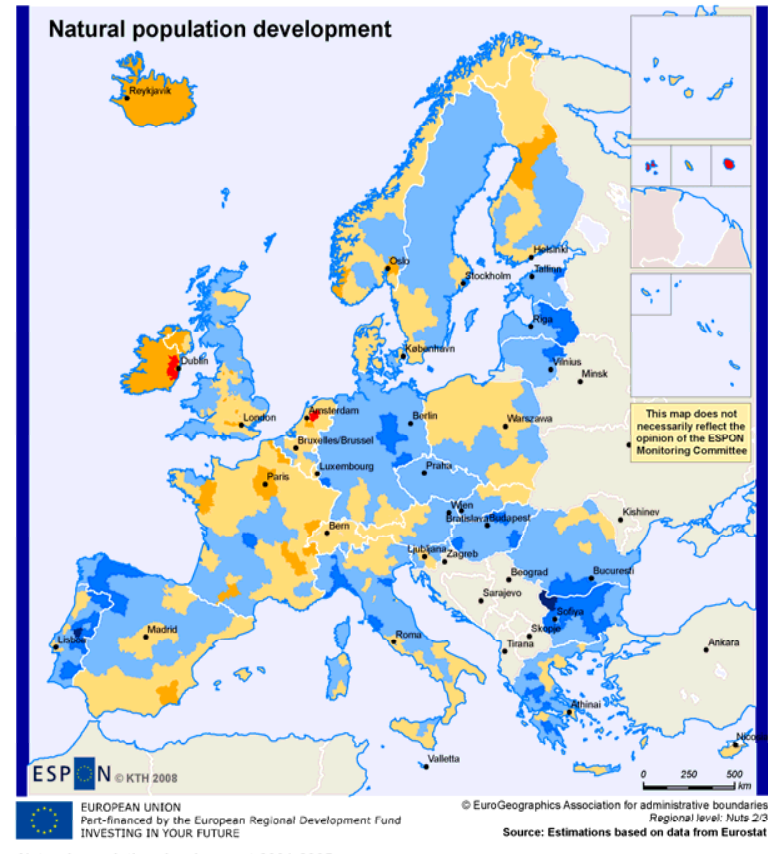 Natural population development
Reykjavik
Helsinki
Oslo
Tallinn
Stockholm
Riga
København
Dublin
Vilnius
Minsk
Amsterdam
Berlin
London
Warszawa
Bruxelles/Brussel
This map does not
necessarily reflect the
opinion of the ESPON
Monitoring Committee
Luxembourg
Praha
Paris
Wien
Kishinev
Bratislava
Budapest
Bern
Ljubljana
Zagreb
Beograd
Bucuresti
Sarajevo
Sofiya
Madrid
Skopje
Lisboa
Roma
Tirana
Ankara
Athinai
Valletta
ESPON © KTH 2008
0 250 500
km
EUROPEAN UNION
Part-financed by the European Regional Development Fund
INVESTING IN YOUR FUTURE
© EuroGeographics Association for administrative boundaries
Regional level: Nuts 2/3
Source: Estimations based on data from Eurostat